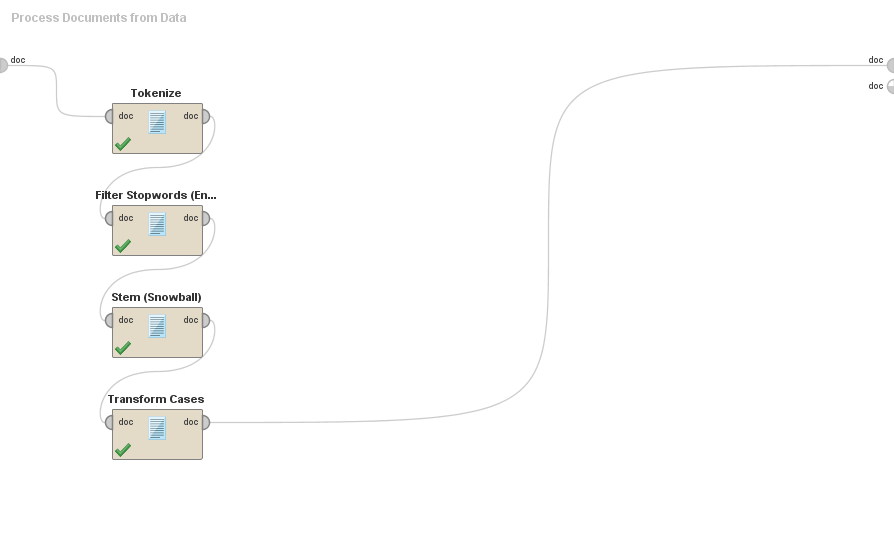 Process Documents from Data
doc
doc
doc
Tokenize
doc doc
Filter Stopwords (En...
doc doc
Stem (Snowball)
doc doc
Transform Cases
doc doc